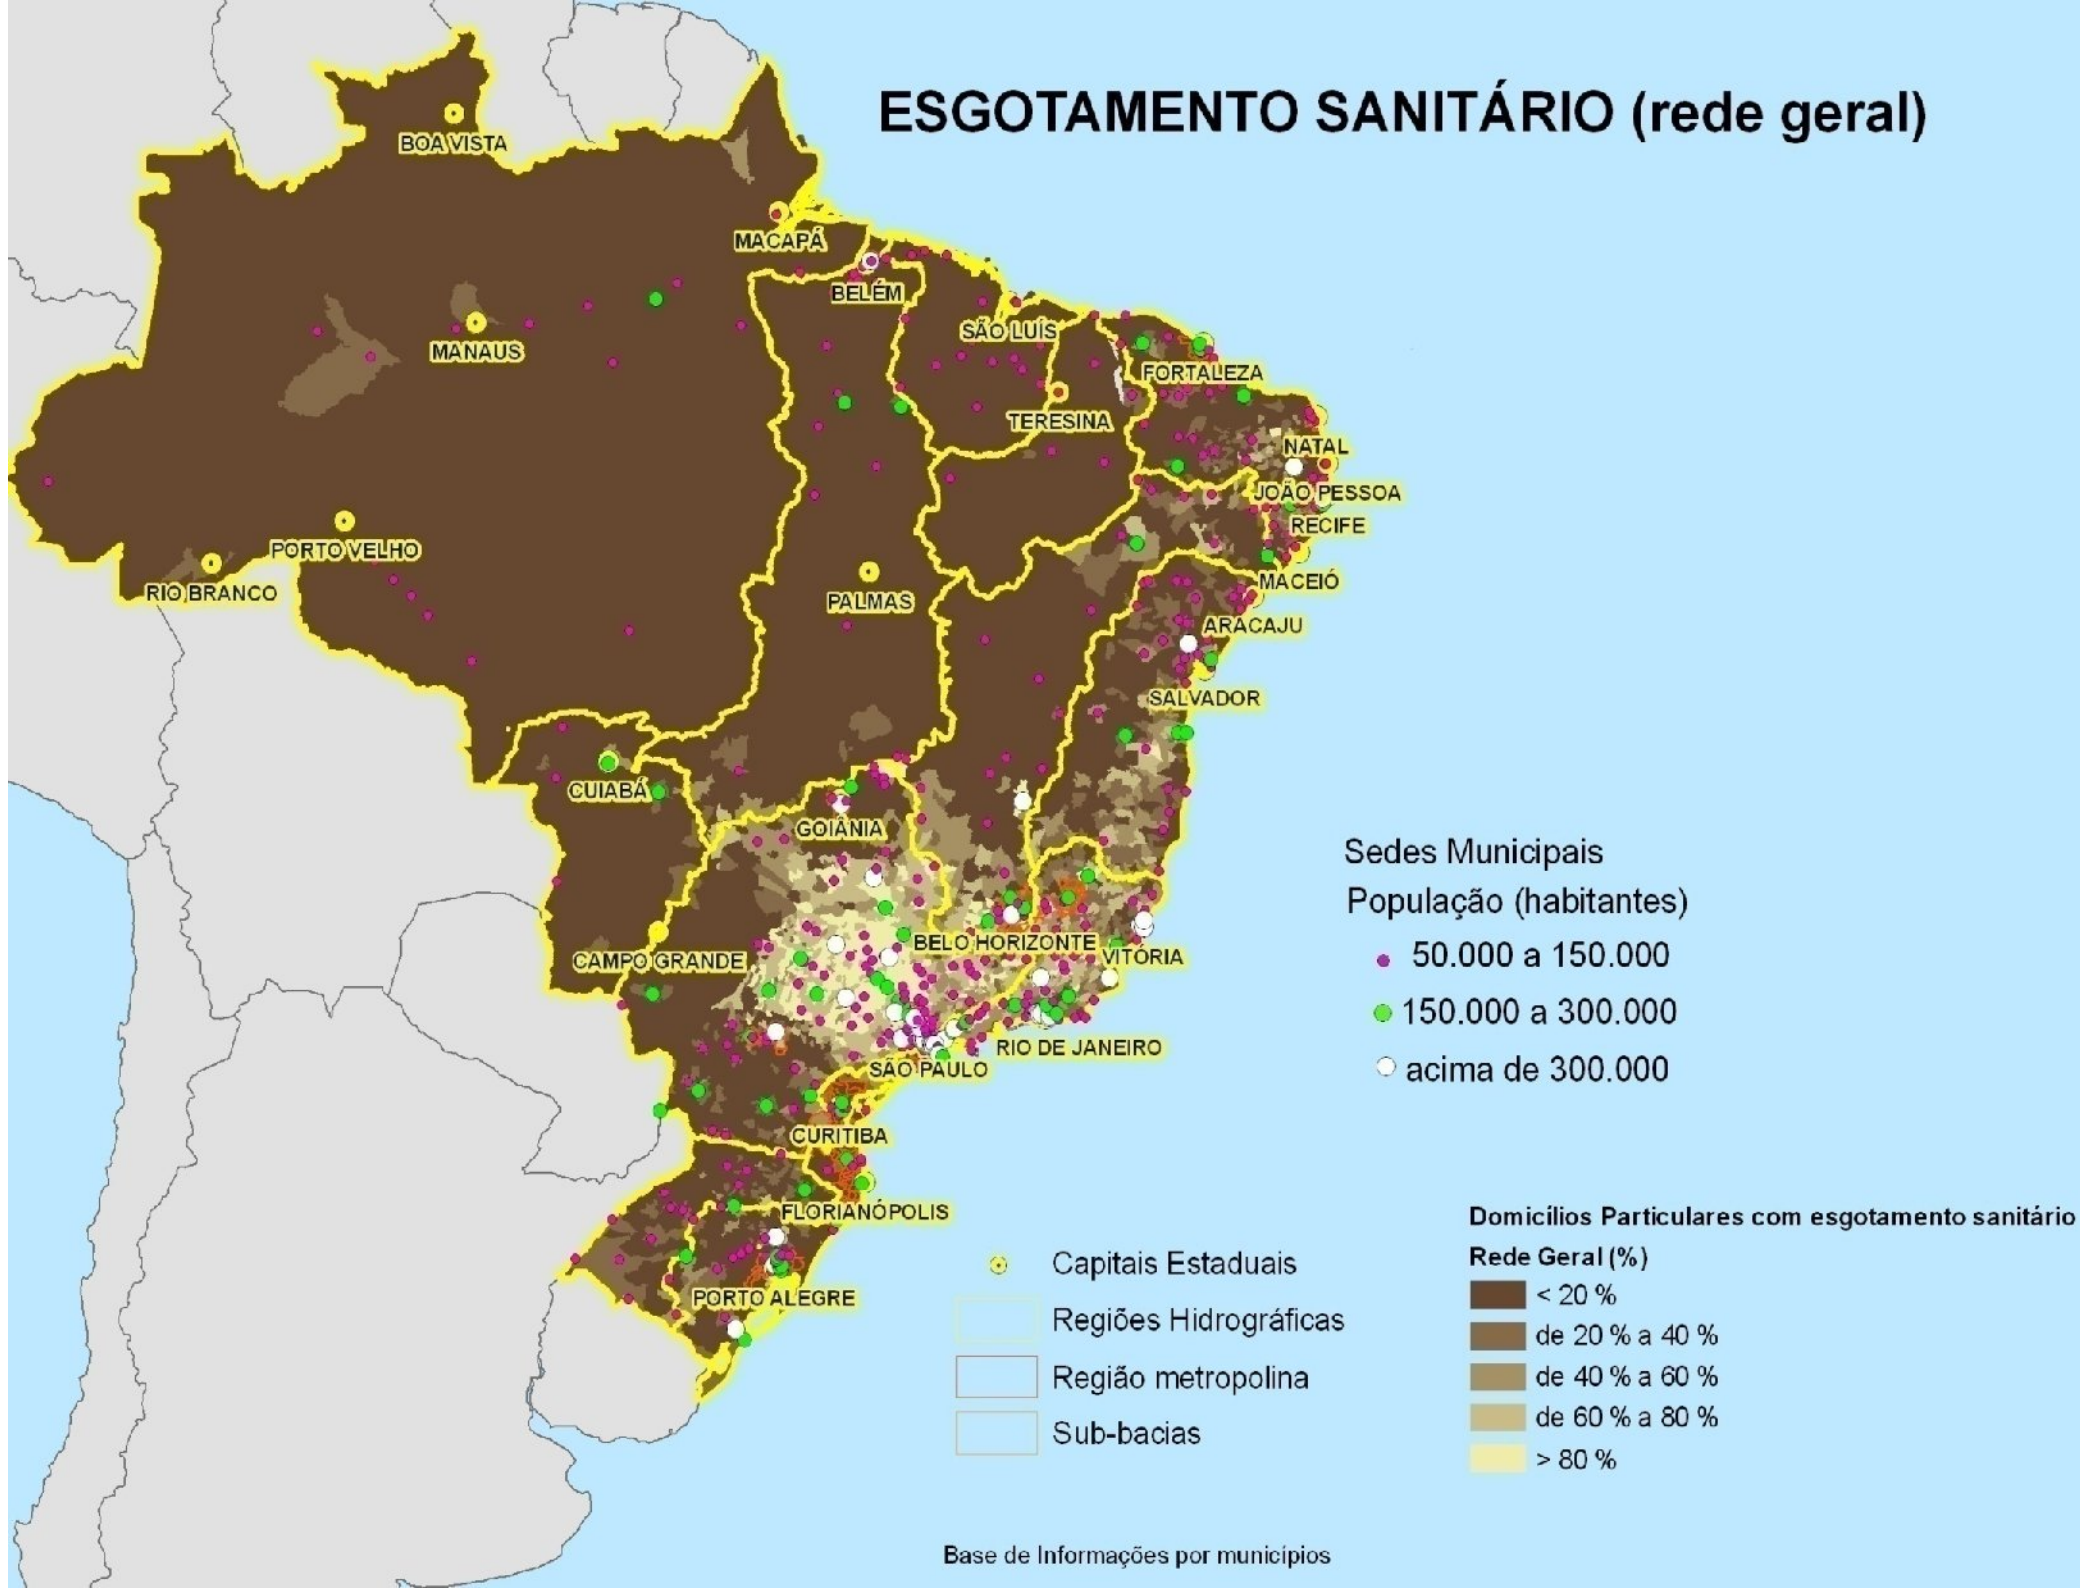 ESGOTAMENTO SANITÁRIO (rede geral)
BOA VISTA
MACAPÁ
BELÉM
MANAUS
SÃO LUÍS
FORTALEZA
TERESINA
NATAL
JOÃO PESSOA
RECIFE
PORTO VELHO
RIO BRANCO
PALMAS
MACEIÓ
ARACAJU
SALVADOR
CUIABÁ
GOIÂNIA
BELO HORIZONTE
VITÓRIA
CAMPO GRANDE
RIO DE JANEIRO
SÃO PAULO
CURITIBA
FLORIANÓPOLIS
PORTO ALEGRE
Sedes Municipais
População (habitantes)
50.000 a 150.000
150.000 a 300.000
acima de 300.000
Capitais Estaduais
Regiões Hidrográficas
Região metropolina
Sub-bacias
Domicílios Particulares com esgotamento sanitário
Rede Geral (%)
< 20 %
de 20 % a 40 %
de 40 % a 60 %
de 60 % a 80 %
> 80 %
Base de Informações por municípios